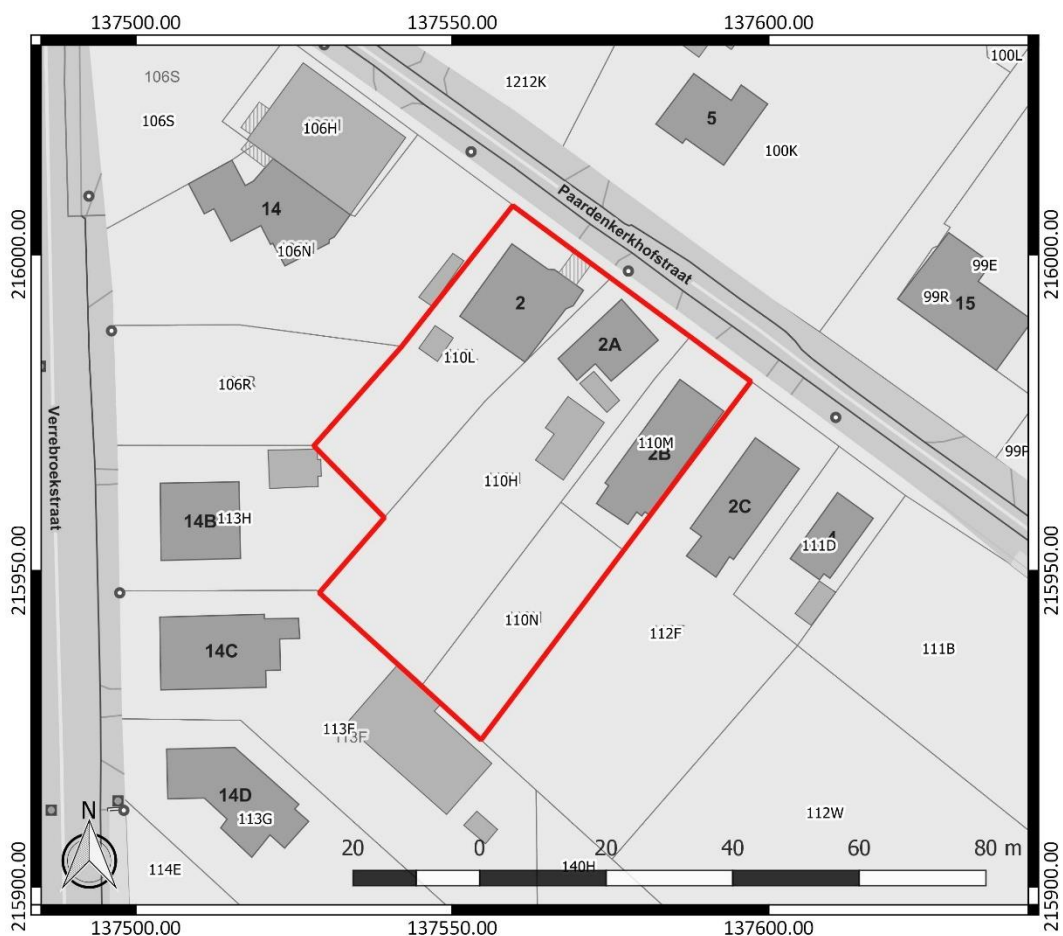 137500.00
137550.00
137600.00
216000.00
215950.00
215900.00
106S
106S
106H
1212K
5
100K
100L
14
106N
Paardenkerkhofstraat
99E
99R
15
2
2A
110L
106R
110M
2B
99P
Verrebroekstraat
14B
113H
110H
2C
4
111D
14C
110N
112F
111B
113F
113F
14D
113G
112W
114E
140H
N
20
0
20
40
60
80 m
216000.00
215950.00
215900.00
137500.00
137550.00
137600.00